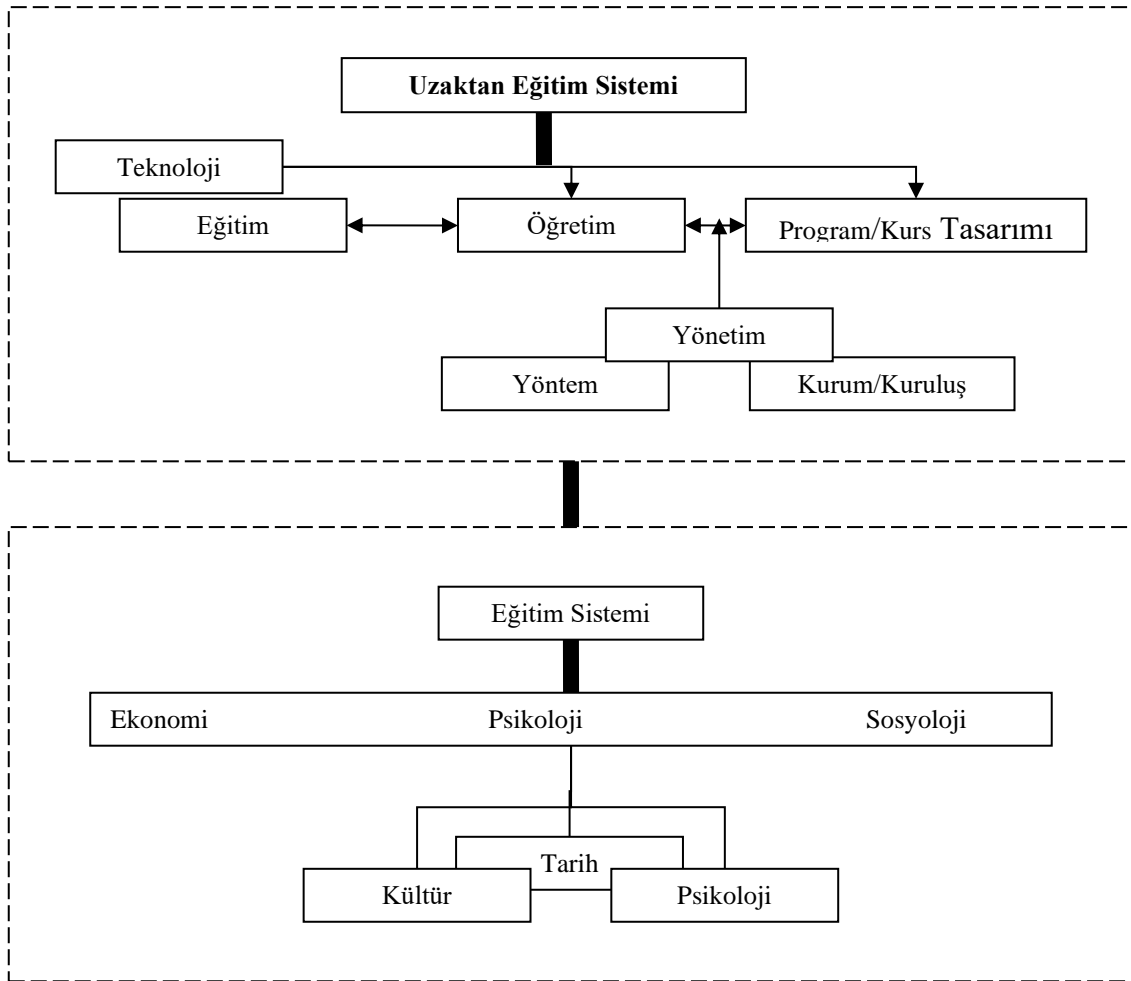 Uzaktan Eğitim Sistemi
Teknoloji
Eğitim
Öğretim
Program/Kurs Tasarımı
Yönetim
Yöntem
Kurum/Kuruluş
Eğitim Sistemi
Ekonomi Psikoloji Sosyoloji
Tarih
Kültür
Psikoloji